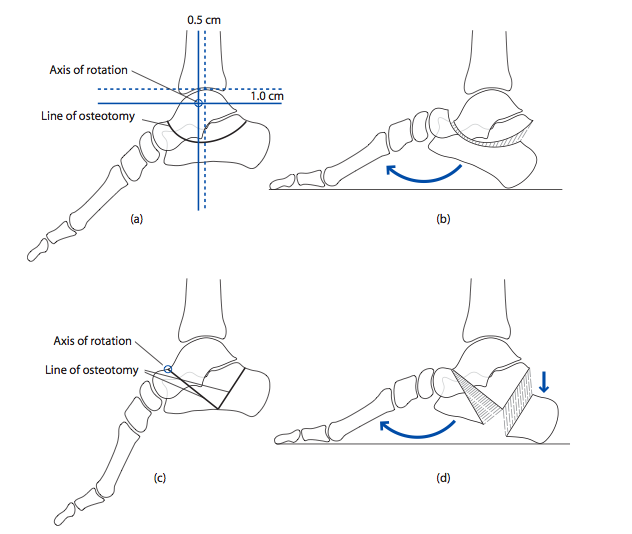 0.5 cm
Axis of rotation
1.0 cm
Line of osteotomy
(a)
(b)
Axis of rotation
Line of osteotomy
(c)
(d)